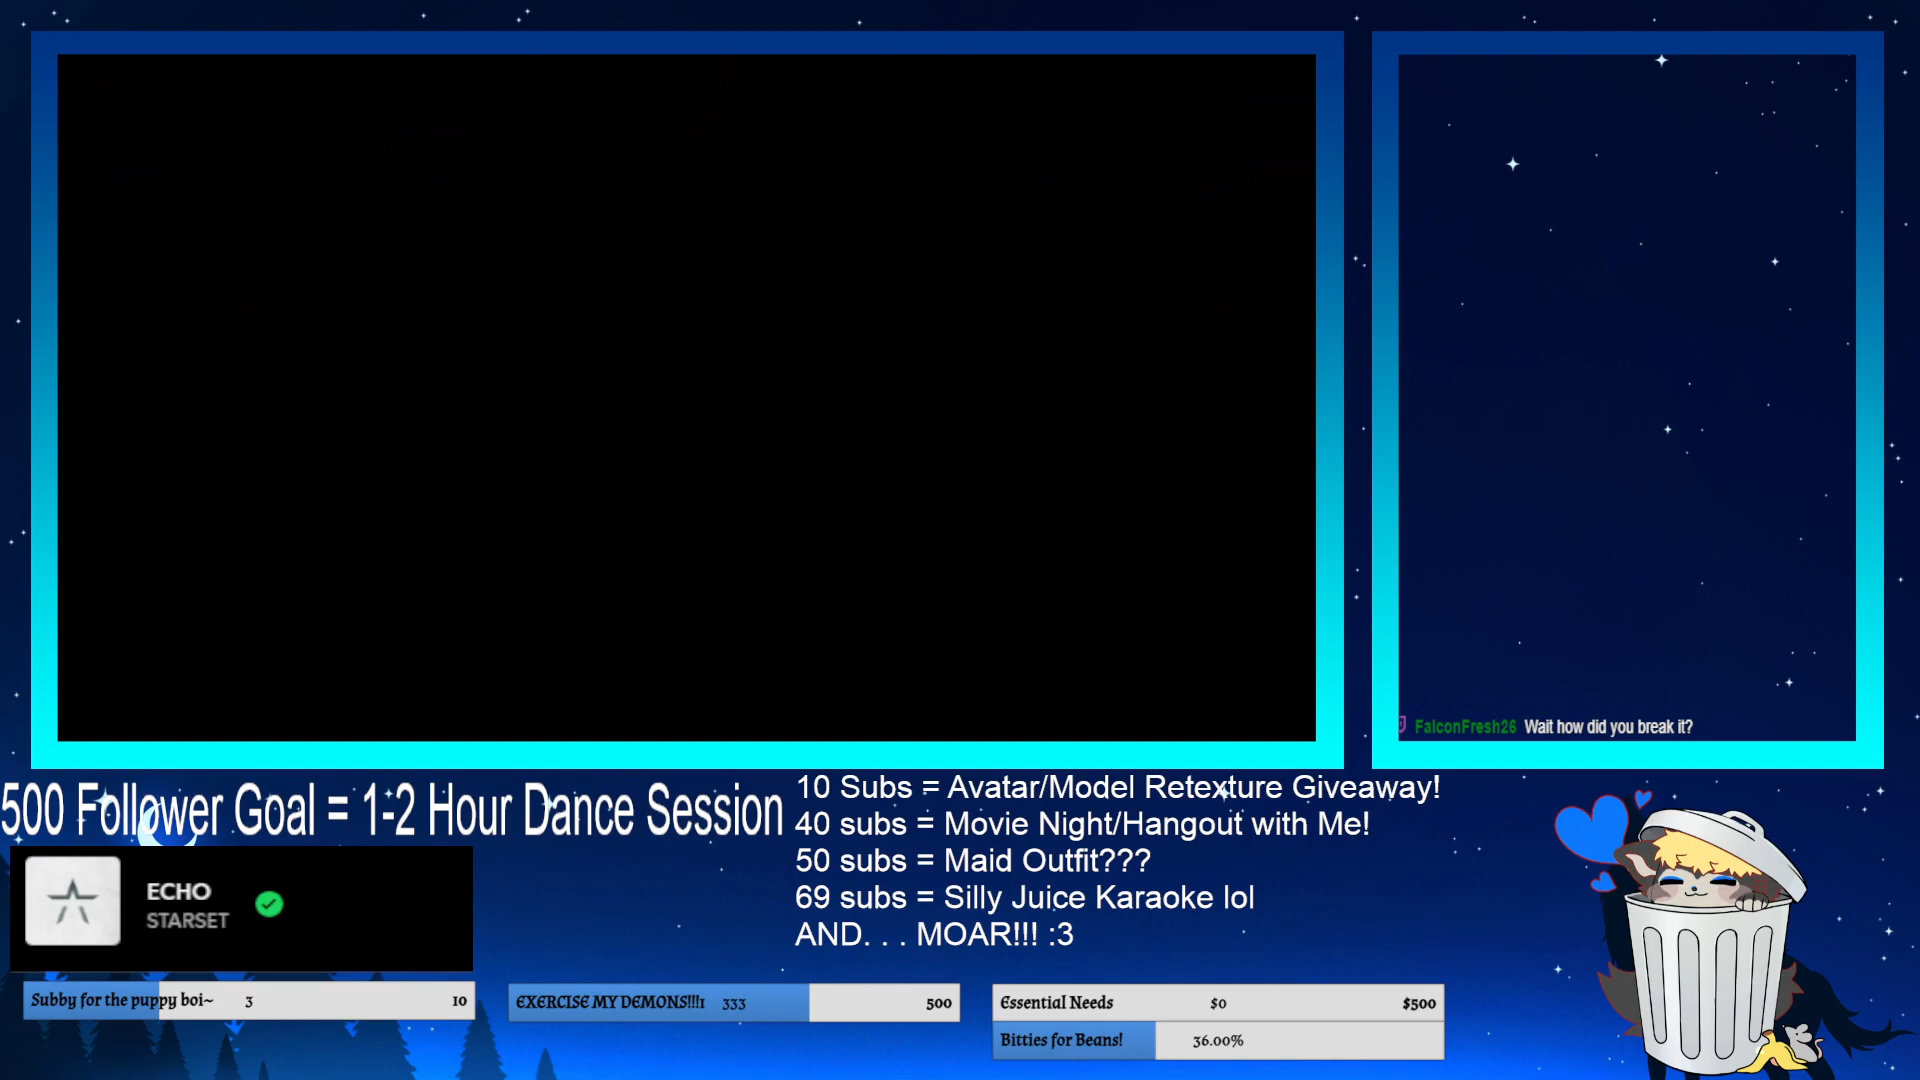 FalconFresh26 Wait how did you break it?
500 Follower Goal = 1-2 Hour Dance Session
10 Subs = Avatar/Model Retexture Giveaway!
40 subs = Movie Night/Hangout with Me!
50 subs = Maid Outfit???
69 subs = Silly Juice Karaoke lol
AND. . . MOAR!!! :3
ECHO
STARSET
Subby for the puppy boi~ 3 10
EXERCISE MY DEMONS!!!1 333 500
Essential Needs $0 $500
Bitties for Beans! 36.00%